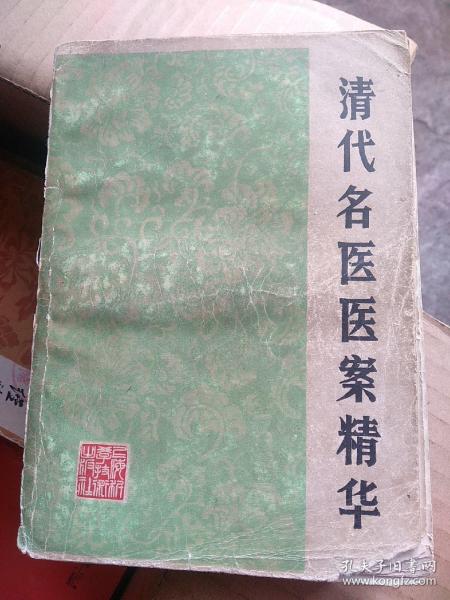 清代名医医案精华
上海科
学技术
出版社
孔夫子旧书网
www.kongfz.com